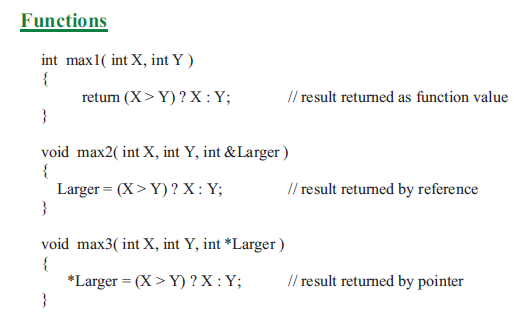 Functions
int max1( int X, int Y )
{
return (X > Y) ? X : Y; // result returned as function value
}
void max2( int X, int Y, int &Larger )
{
Larger = (X > Y) ? X : Y; // result returned by reference
}
void max3( int X, int Y, int *Larger )
{
*Larger = (X > Y) ? X : Y; // result returned by pointer
}